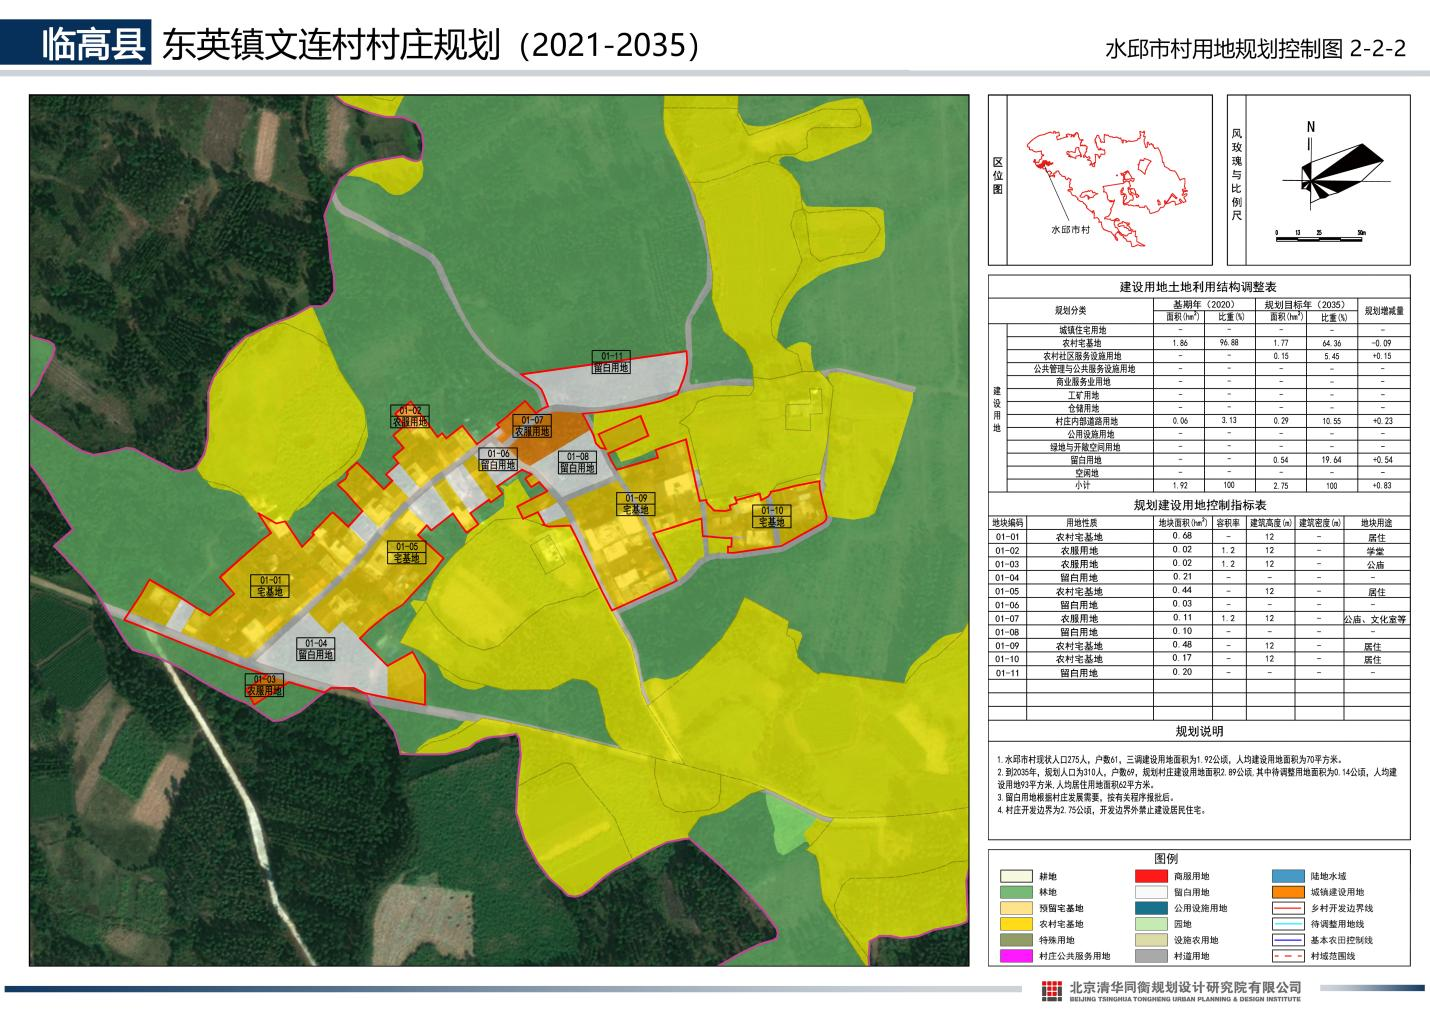 临高县 东英镇文连村村庄规划（2021-2035）
水邱市村用地规划控制图 2-2-2
01-11
留白用地
01-02
农服用地
01-07
农服用地
01-06
留白用地
01-08
留白用地
01-09
宅基地
01-10
宅基地
01-05
宅基地
01-01
宅基地
01-04
留白用地
01-03
农服用地
区位图
水邱市村
风玫瑰与比例尺
N
0 13 25 50m
建设用地土地利用结构调整表
规划分类 基期年（2020） 规划目标年（2035） 规划增减量
面积(hm²) 比重(%) 面积(hm²) 比重(%)
建设用地
城镇住宅用地 - - - - -
农村宅基地 1.86 96.88 1.77 64.36 -0.09
农村社区服务设施用地 - - 0.15 5.45 +0.15
公共管理与公共服务设施用地 - - - - -
商业服务业用地 - - - - -
工矿用地 - - - - -
仓储用地 - - - - -
村庄内部道路用地 0.06 3.13 0.29 10.55 +0.23
公用设施用地 - - - - -
绿地与开敞空间用地 - - - - -
留白用地 - - 0.54 19.64 +0.54
空闲地 - - - - -
小计 1.92 100 2.75 100 +0.83
规划建设用地控制指标表
地块编码 用地性质 地块面积(hm²) 容积率 建筑高度(m) 建筑密度(m) 地块用途
01-01 农村宅基地 0.68 - 12 - 居住
01-02 农服用地 0.02 1.2 12 - 学堂
01-03 农服用地 0.02 1.2 12 - 公庙
01-04 留白用地 0.21 - - - -
01-05 农村宅基地 0.44 - 12 - 居住
01-06 留白用地 0.03 - - - -
01-07 农服用地 0.11 1.2 12 - 公庙、文化室等
01-08 留白用地 0.10 - - - -
01-09 农村宅基地 0.48 - 12 - 居住
01-10 农村宅基地 0.17 - 12 - 居住
01-11 留白用地 0.20 - - - -
规划说明
1.水邱市村现状人口275人，户数61，三调建设用地面积为1.92公顷，人均建设用地面积为70平方米。
2.到2035年，规划人口为310人，户数69，规划村庄建设用地面积2.89公顷,其中待调整用地面积为0.14公顷，人均建
设用地93平方米,人均居住用地面积62平方米。
3.留白用地根据村庄发展需要，按有关程序报批后。
4.村庄开发边界为2.75公顷，开发边界外禁止建设居民住宅。
图例
耕地 商服用地 陆地水域
林地 留白用地 城镇建设用地
预留宅基地 公用设施用地 乡村开发边界线
农村宅基地 园地 待调整用地线
特殊用地 设施农用地 基本农田控制线
村庄公共服务用地 村道用地 村域范围线
北京清华同衡规划设计研究院有限公司
BEIJING TSINGHUA TONGHENG URBAN PLANNING & DESIGN INSTITUTE